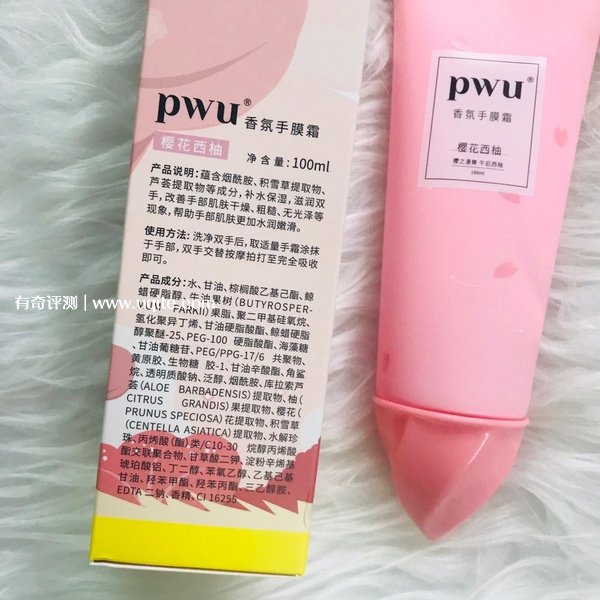 pwu®香氛手膜霜
樱花西柚 净含量:100ml
产品说明:蕴含烟酰胺、积雪草提取物、
芦荟提取物等成分,补水保湿,滋润双
手,改善手部肌肤干燥、粗糙、无光泽等
现象,帮助手部肌肤更加水润嫩滑。
使用方法:洗净双手后,取适量手霜涂抹
于手部,双手交替按摩拍打至完全吸收
即可。
产品成分:水、甘油、棕榈酸乙基己酯、鲸
蜡硬脂醇、牛油果树(BUTYROSPER-
PARKII)果脂、聚二甲基硅氧烷、
氢化聚异丁烯、甘油硬脂酸酯、鲸蜡硬脂
醇聚醚-25、PEG-100 硬脂酸酯、海藻糖
、甘油葡糖苷、PEG/PPG-17/6 共聚物、
黄原胶、生物糖 胶-1、甘油辛酸酯、角鲨
烷、透明质酸钠、泛醇、烟酰胺、库拉索芦
荟(ALOE BARBADENSIS)提取物、柚(
CITRUS GRANDIS)果提取物、樱花(
PRUNUS SPECIOSA)花提取物、积雪草
(CENTELLA ASIATICA)提取物、水解珍
珠、丙烯酸(酯)类/C10-30 烷醇丙烯酸
酯交联聚合物、甘草酸二钾、淀粉辛烯基
琥珀酸铝、丁二醇、苯氧乙醇、乙基己基
甘油、羟苯甲酯、羟苯丙酯、三乙醇胺、
EDTA 二钠、香精、CI 16255
pwu®
香氛手膜霜
樱花西柚
樱之漫舞 午后西柚
100ml
有奇评测 | www.uqite.com